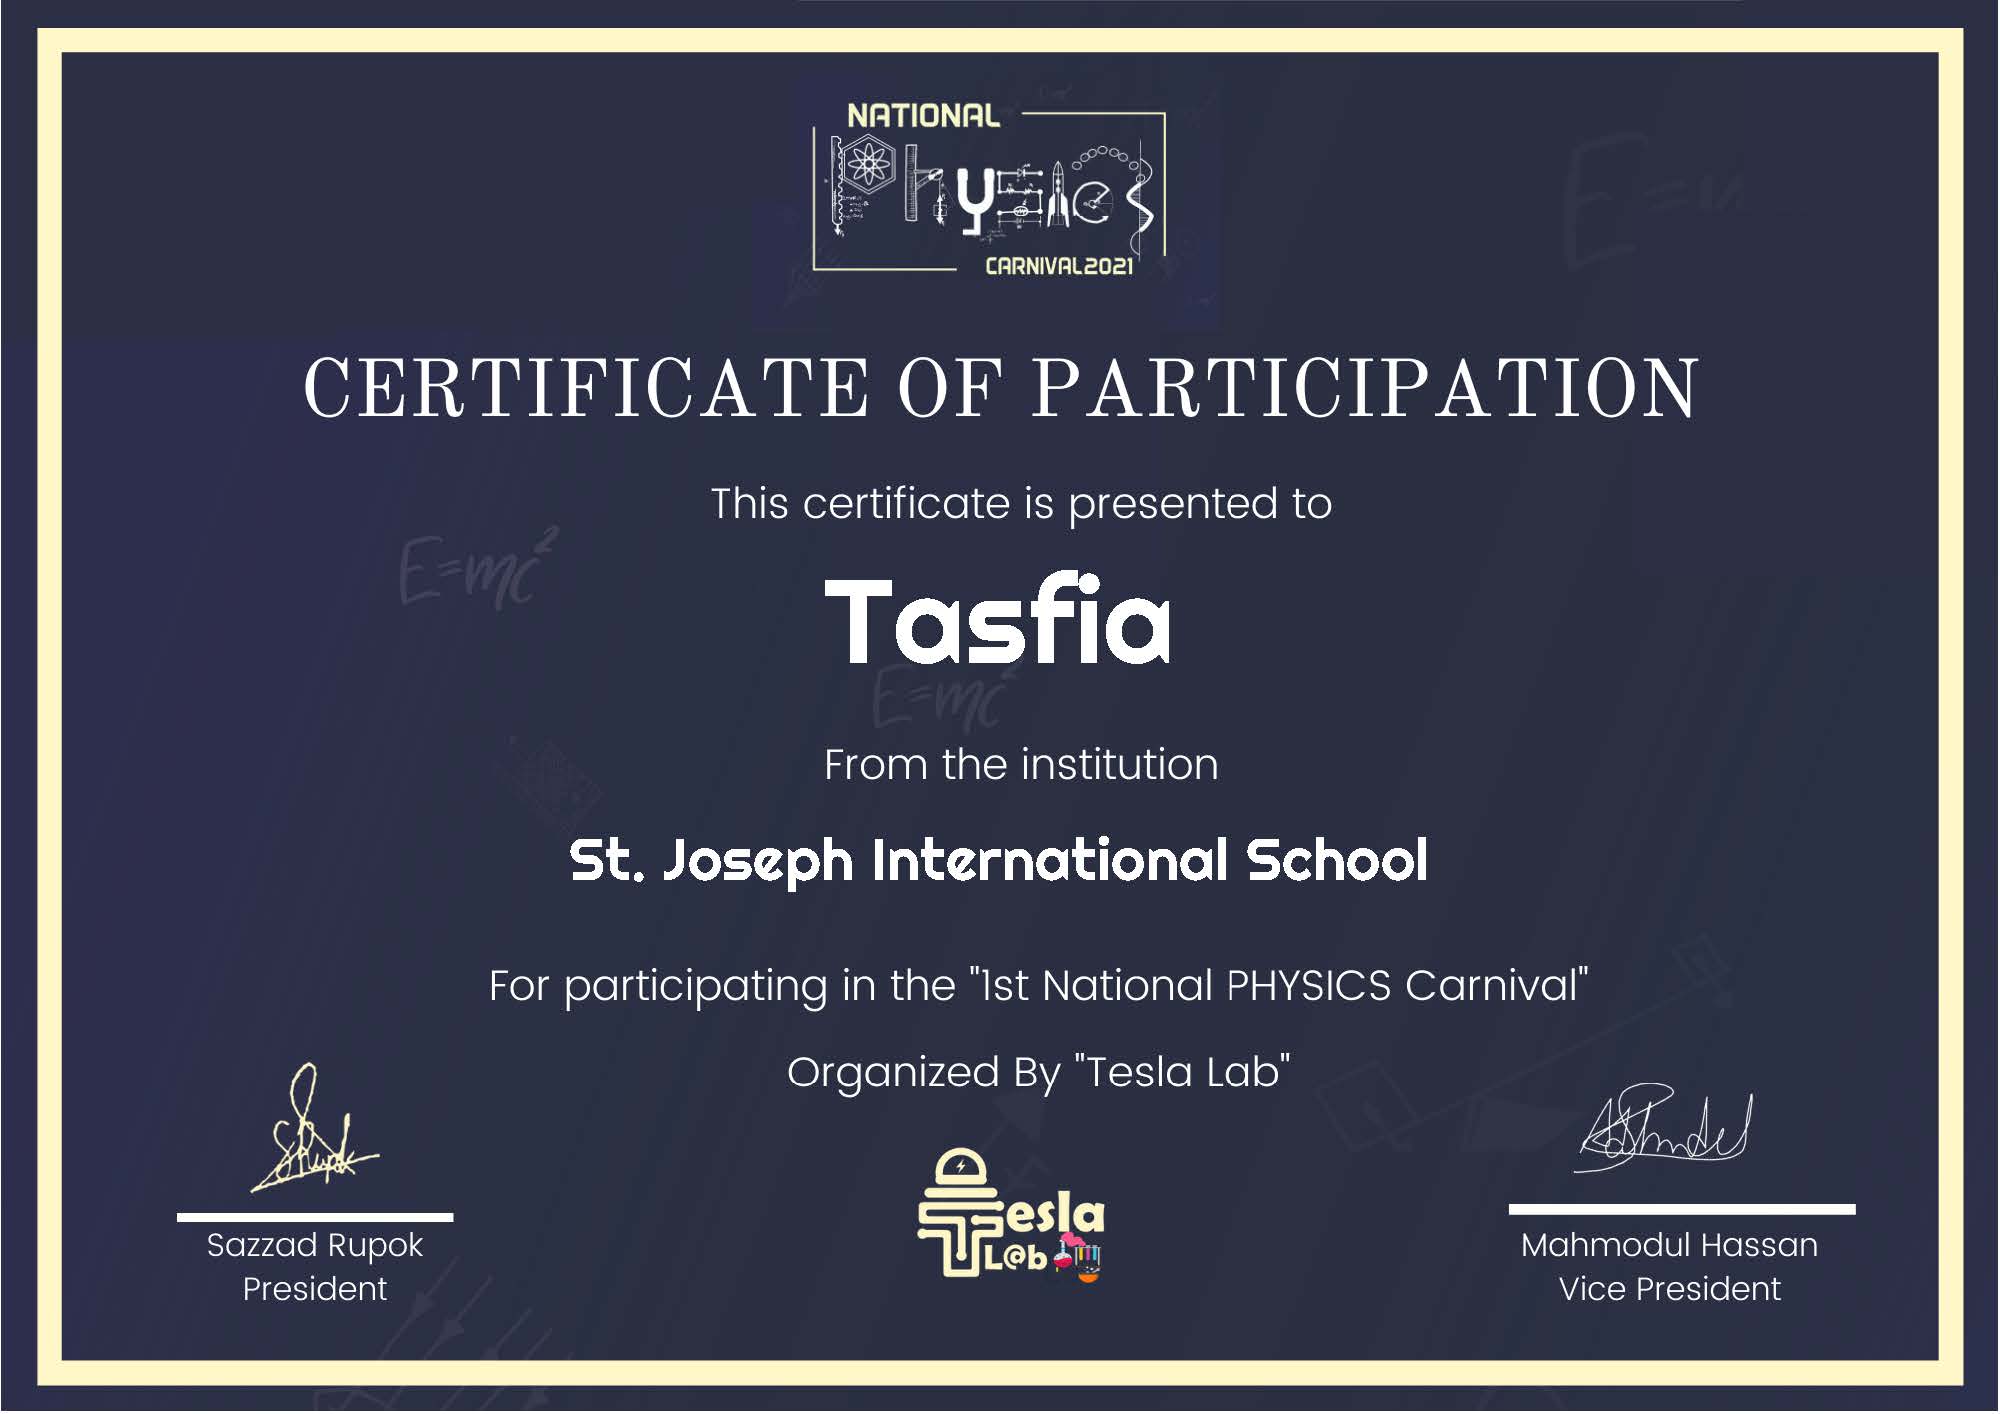 NATIONAL
Physics
CARNIVAL2021
E=m
CERTIFICATE OF PARTICIPATION
This certificate is presented to
E=mc²
Tasfia
E=mc²
From the institution
St. Joseph International School
For participating in the "1st National PHYSICS Carnival"
Organized By "Tesla Lab"
Tesla
L@b
Sazzad Rupok
President
Mahmodul Hassan
Vice President